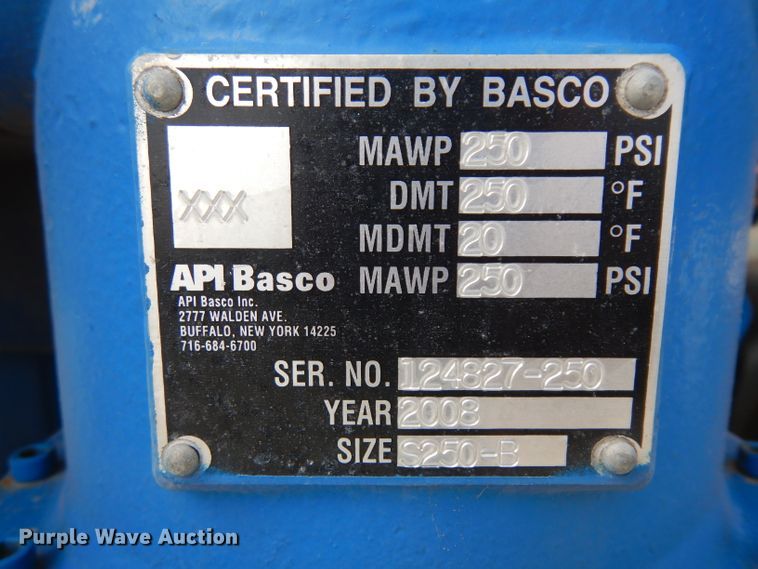 CERTIFIED BY BASCO
XXX
MAWP 250 PSI
DMT 250 °F
MDMT 20 °F
MAWP 250 PSI
API Basco
API Basco Inc.
2777 WALDEN AVE.
BUFFALO, NEW YORK 14225
716-684-6700
SER. NO. 124827-250
YEAR 2008
SIZE S250-B
Purple Wave Auction